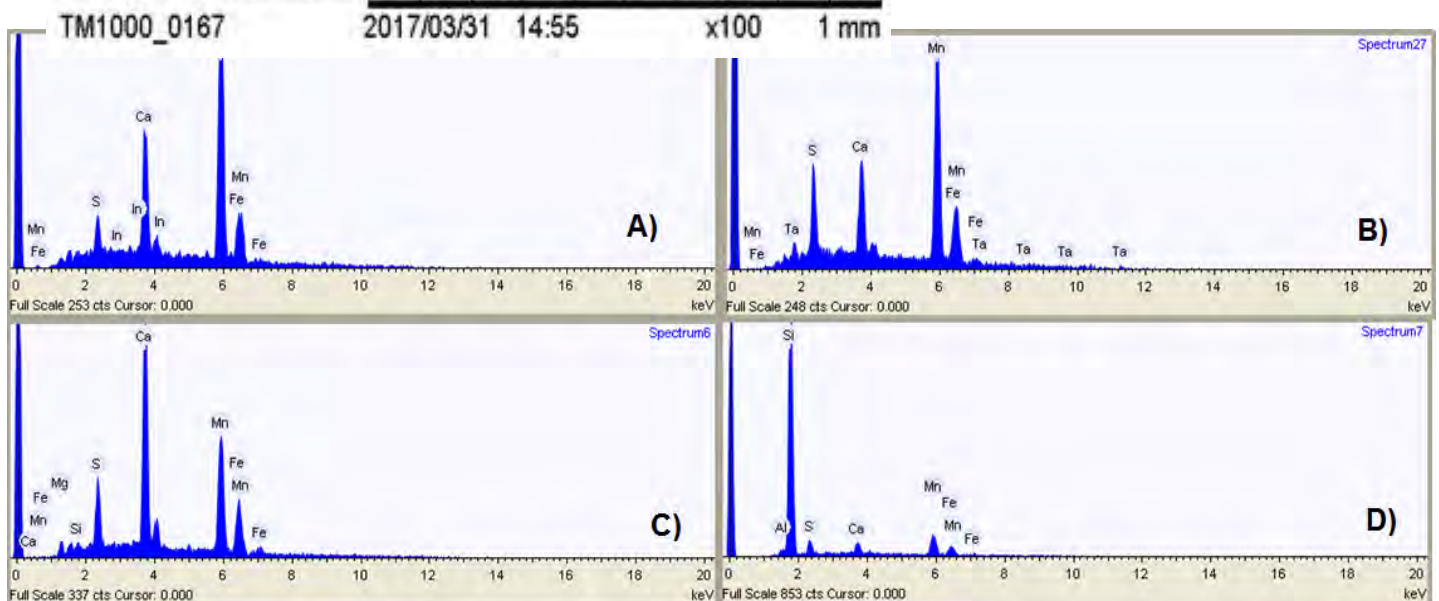 TM1000_0167 2017/03/31 14:55 x100 1 mm
Ca
S
In
In
In
Mn
Fe
Mn
Fe
Fe
A)
0 2 4 6 8 10 12 14 16 18 20
Full Scale 253 cts Cursor: 0.000 keV
Spectrum27
Mn
S
Ca
Mn
Fe
Mn
Fe
Ta
Fe
Ta
Ta
Ta
Ta
B)
0 2 4 6 8 10 12 14 16 18 20
Full Scale 248 cts Cursor: 0.000 keV
Spectrum6
Ca
Mn
S
Mg
Fe
Mn
Ca
Si
Fe
Mn
Fe
C)
0 2 4 6 8 10 12 14 16 18 20
Full Scale 337 cts Cursor: 0.000 keV
Spectrum7
Si
Al
S
Ca
Mn
Fe
Mn
Fe
D)
0 2 4 6 8 10 12 14 16 18 20
Full Scale 853 cts Cursor: 0.000 keV